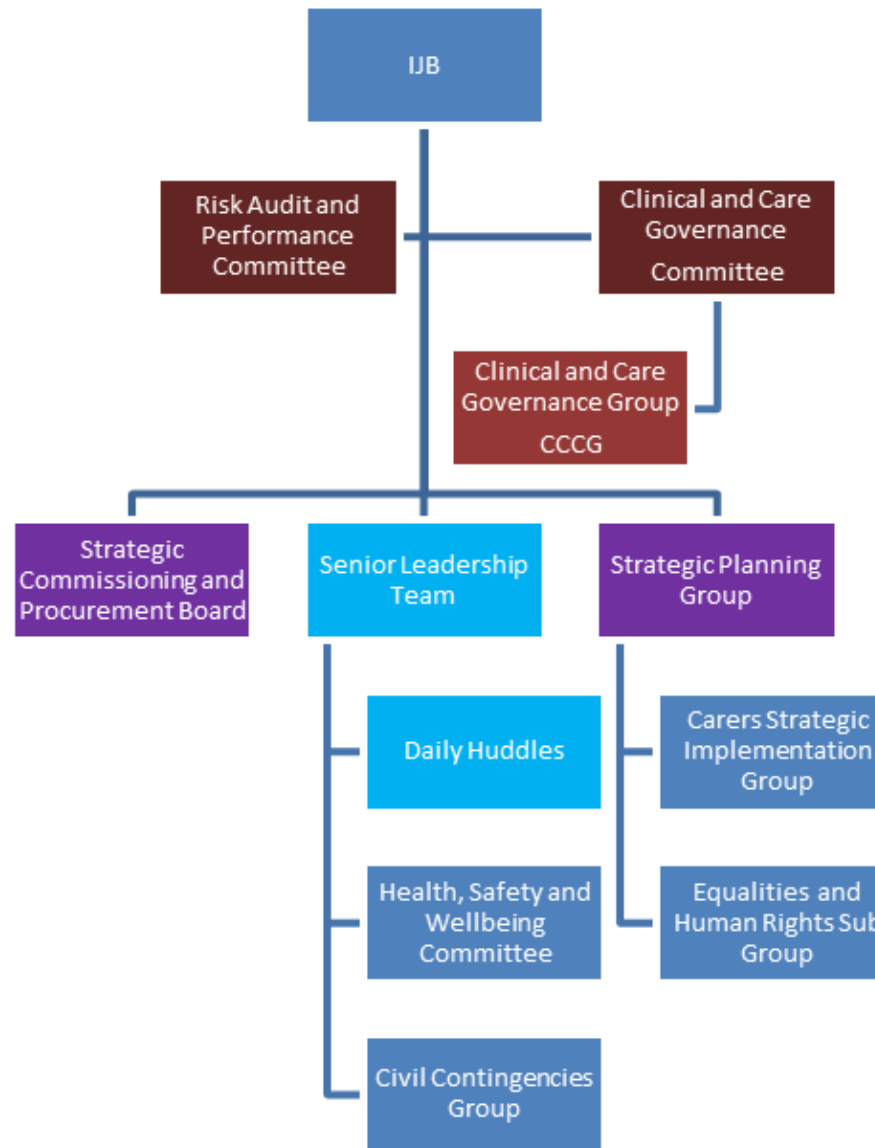 IJB
Risk Audit and
Performance
Committee
Clinical and Care
Governance
Committee
Clinical and Care
Governance Group
CCCG
Strategic
Commissioning and
Procurement Board
Senior Leadership
Team
Strategic Planning
Group
Daily Huddles
Carers Strategic
Implementation
Group
Health, Safety and
Wellbeing
Committee
Equalities and
Human Rights Sub
Group
Civil Contingencies
Group